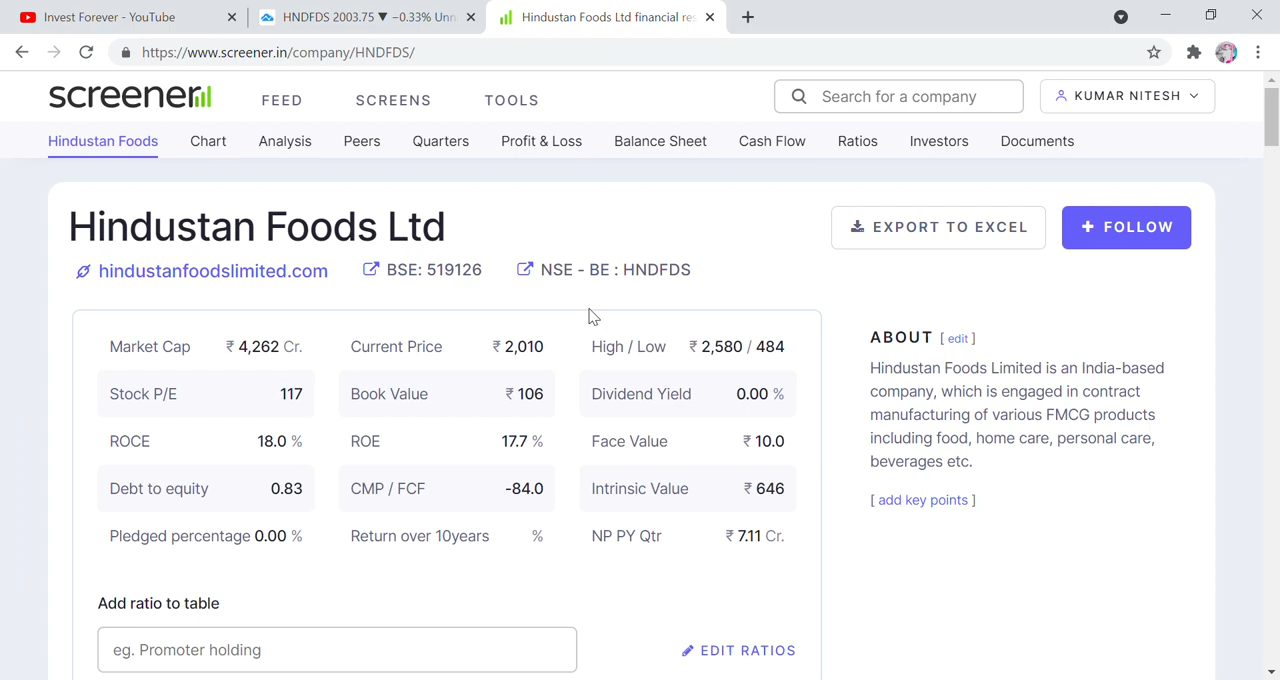 Invest Forever - YouTube
HNDFDS 2003.75 ▼ −0.33% Unn
Hindustan Foods Ltd financial res
https://www.screener.in/company/HNDFDS/
screener
FEED
SCREENS
TOOLS
Search for a company
KUMAR NITESH
Hindustan Foods
Chart
Analysis
Peers
Quarters
Profit & Loss
Balance Sheet
Cash Flow
Ratios
Investors
Documents
Hindustan Foods Ltd
EXPORT TO EXCEL
+ FOLLOW
hindustanfoodslimited.com
BSE: 519126
NSE - BE : HNDFDS
Market Cap ₹ 4,262 Cr.
Current Price ₹ 2,010
High / Low ₹ 2,580 / 484
Stock P/E 117
Book Value ₹ 106
Dividend Yield 0.00 %
ROCE 18.0 %
ROE 17.7 %
Face Value ₹ 10.0
Debt to equity 0.83
CMP / FCF -84.0
Intrinsic Value ₹ 646
Pledged percentage 0.00 %
Return over 10years %
NP PY Qtr ₹ 7.11 Cr.
Add ratio to table
eg. Promoter holding
EDIT RATIOS
ABOUT [ edit ]
Hindustan Foods Limited is an India-based
company, which is engaged in contract
manufacturing of various FMCG products
including food, home care, personal care,
beverages etc.
[ add key points ]